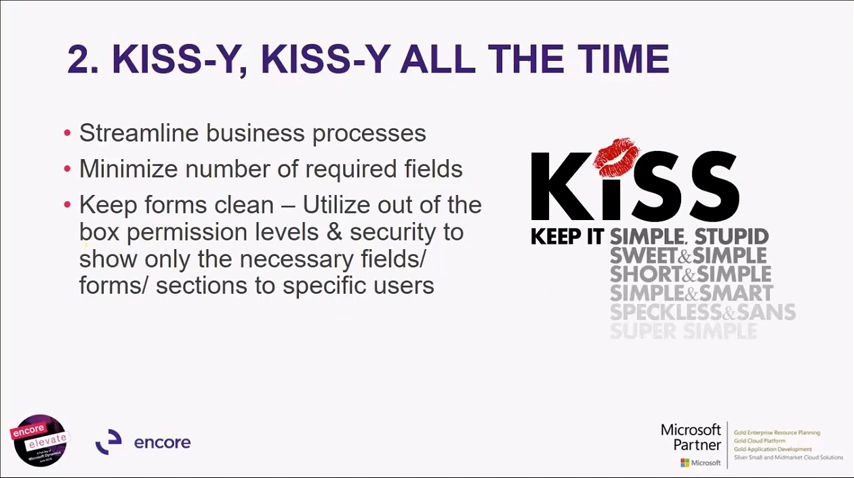 2. KISS-Y, KISS-Y ALL THE TIME
• Streamline business processes
• Minimize number of required fields
• Keep forms clean – Utilize out of the
box permission levels & security to
show only the necessary fields/
forms/ sections to specific users
KiSS
KEEP IT SIMPLE, STUPID
SWEET&SIMPLE
SHORT&SIMPLE
SIMPLE&SMART
SPECKLESS&SANS
SUPER SIMPLE
encore
elevate
Microsoft Dynamics
encore
Microsoft
Partner
Microsoft
Gold Enterprise Resource Planning
Gold Cloud Platform
Gold Application Development
Silver Small and Midmarket Cloud Solutions